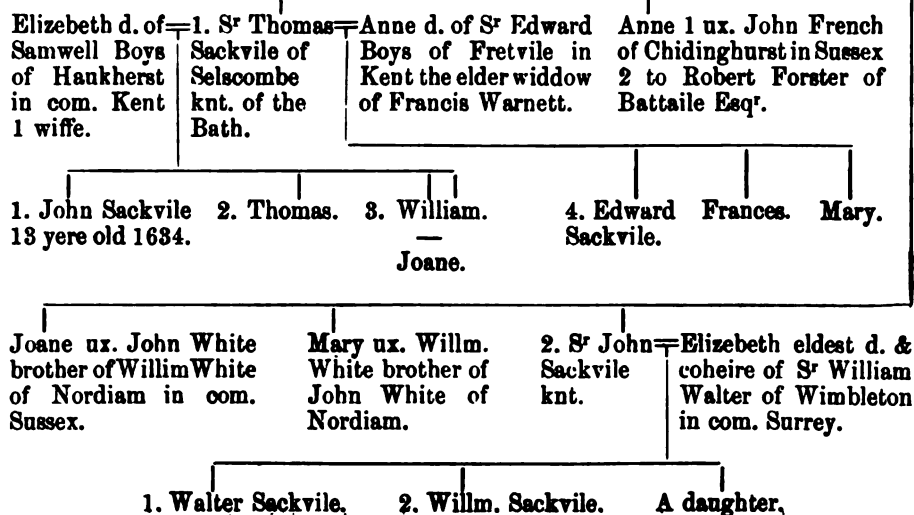 Elizebeth d. of
Samwell Boys
of Haukherst
in com. Kent
1 wiffe.
1. Sʳ Thomas
Sackvile of
Selscombe
knt. of the
Bath.
Anne d. of Sʳ Edward
Boys of Fretvile in
Kent the elder widdow
of Francis Warnett.
Anne 1 ux. John French
of Chidinghurst in Sussex
2 to Robert Forster of
Battaile Esqʳ.
1. John Sackvile
13 yere old 1634.
2. Thomas.
3. William.
—
Joane.
4. Edward
Sackvile.
Frances.
Mary.
Joane ux. John White
brother of Willim White
of Nordiam in com.
Sussex.
Mary ux. Willm.
White brother of
John White of
Nordiam.
2. Sʳ John
Sackvile
knt.
Elizebeth eldest d. &
coheire of Sʳ William
Walter of Wimbleton
in com. Surrey.
1. Walter Sackvile.
2. Willm. Sackvile.
A daughter.